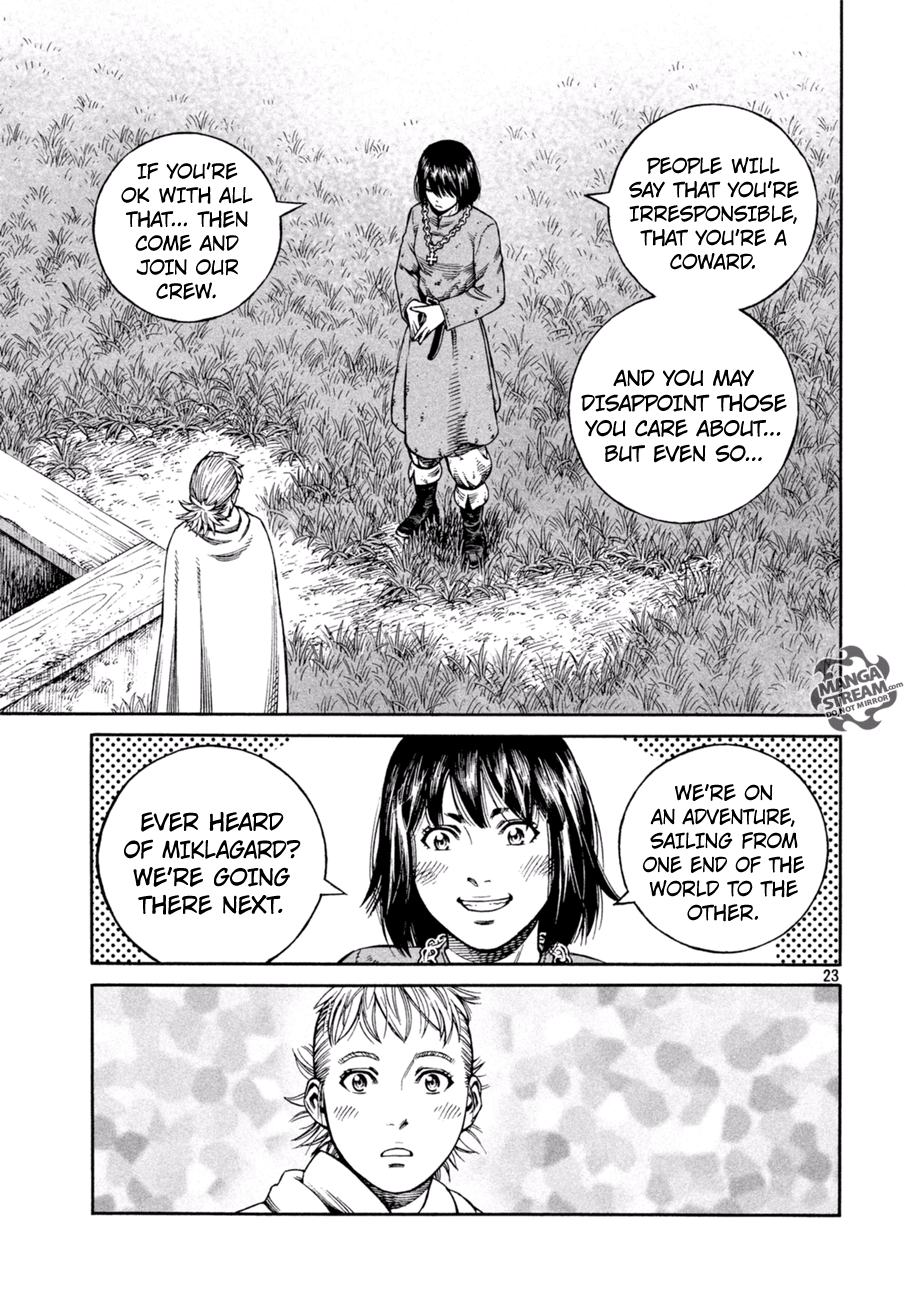 PEOPLE WILL
SAY THAT YOU'RE
IRRESPONSIBLE,
THAT YOU'RE A
COWARD.
AND YOU MAY
DISAPPOINT THOSE
YOU CARE ABOUT...
BUT EVEN SO...
IF YOU'RE
OK WITH ALL
THAT... THEN
COME AND
JOIN OUR
CREW.
MANGA
STREAM.com
DO NOT MIRROR
WE'RE ON
AN ADVENTURE,
SAILING FROM
ONE END OF THE
WORLD TO THE
OTHER.
EVER HEARD
OF MIKLAGARD?
WE'RE GOING
THERE NEXT.
23